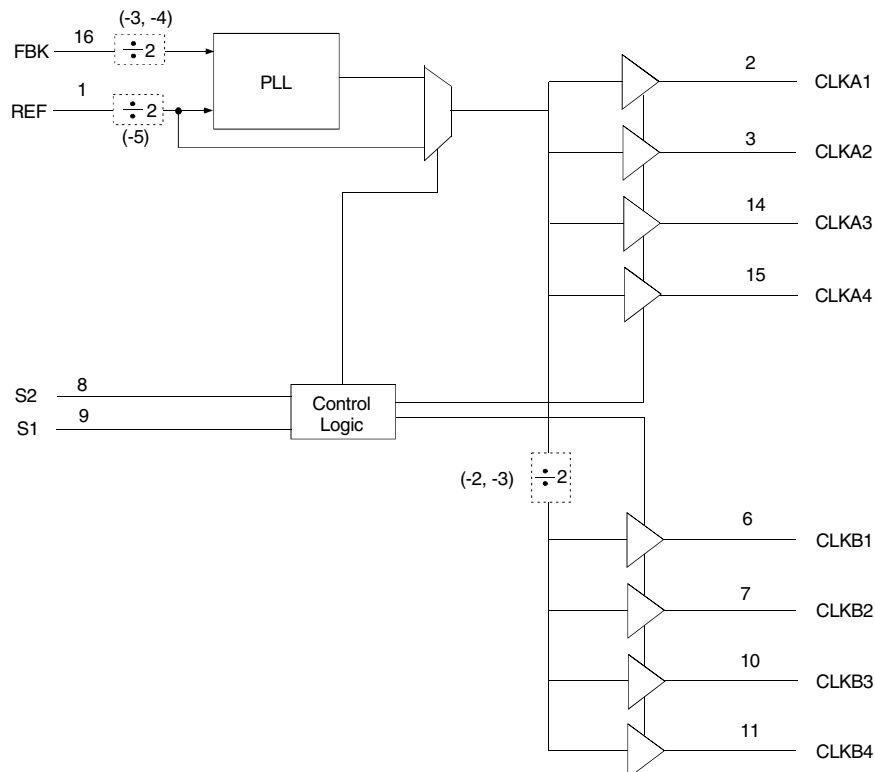 (-3, -4)
FBK 16 ÷2
PLL
REF 1 ÷2
(-5)
2 CLKA1
3 CLKA2
14 CLKA3
15 CLKA4
S2 8
S1 9
Control
Logic
(-2, -3) ÷2
6 CLKB1
7 CLKB2
10 CLKB3
11 CLKB4